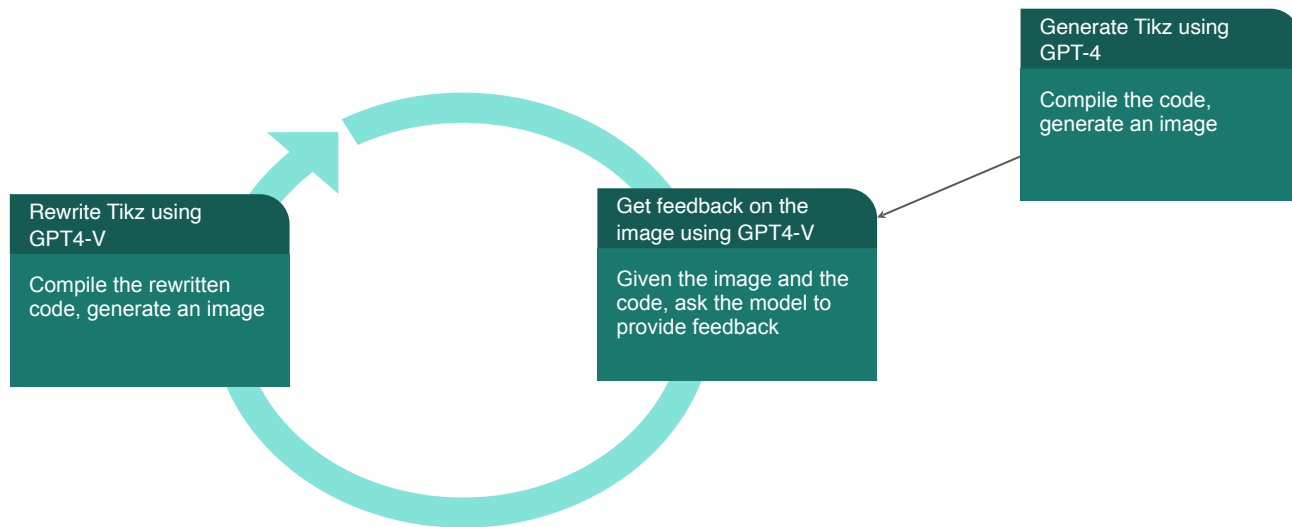 Generate Tikz using
GPT-4
Compile the code,
generate an image
Rewrite Tikz using
GPT4-V
Compile the rewritten
code, generate an image
Get feedback on the
image using GPT4-V
Given the image and the
code, ask the model to
provide feedback